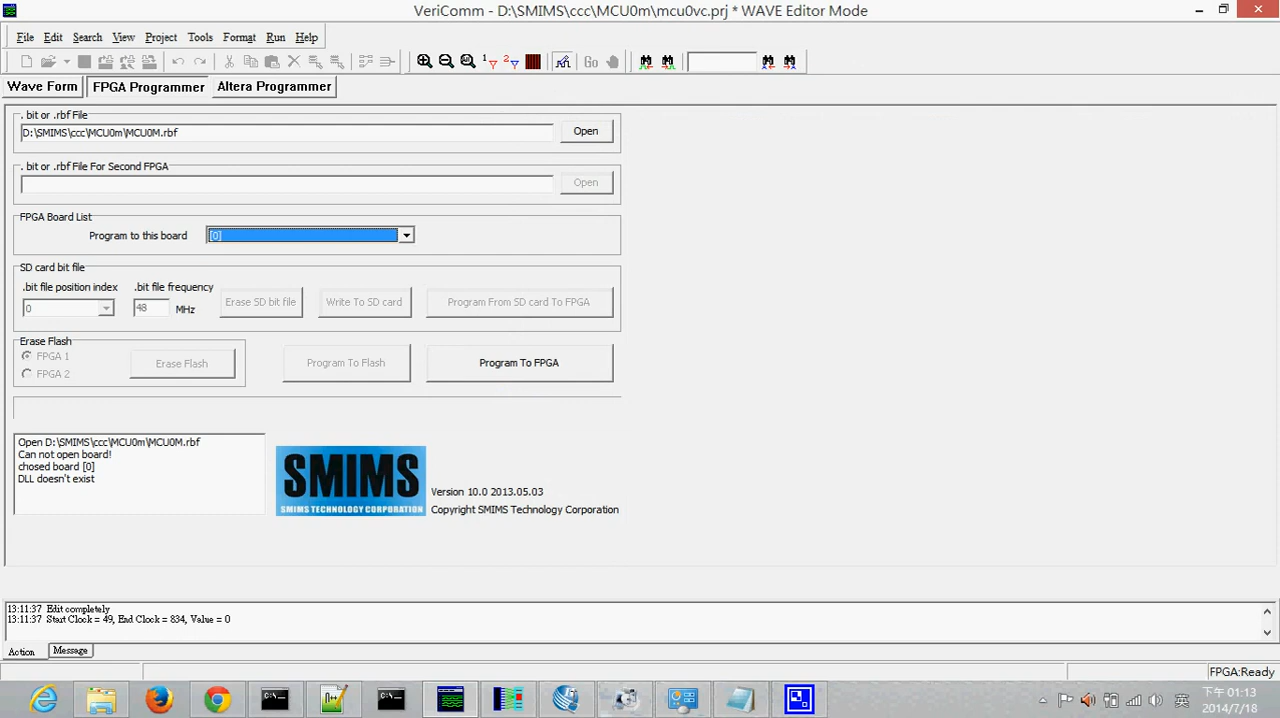 VeriComm - D:\SMIMS\ccc\MCU0m\mcu0vc.prj * WAVE Editor Mode
File Edit Search View Project Tools Format Run Help
Go
Wave Form FPGA Programmer Altera Programmer
. bit or .rbf File
D:\SMIMS\ccc\MCU0m\MCU0M.rbf Open
. bit or .rbf File For Second FPGA
Open
FPGA Board List
Program to this board [0]
SD card bit file
.bit file position index .bit file frequency
0 48 MHz Erase SD bit file Write To SD card Program From SD card To FPGA
Erase Flash
FPGA 1
FPGA 2
Erase Flash Program To Flash Program To FPGA
Open D:\SMIMS\ccc\MCU0m\MCU0M.rbf
Can not open board!
chosed board [0]
DLL doesn't exist
SMIMS
SMIMS TECHNOLOGY CORPORATION
Version 10.0 2013.05.03
Copyright SMIMS Technology Corporation
13:11:37 Edit completely
13:11:37 Start Clock = 49, End Clock = 834, Value = 0
Action Message
FPGA:Ready
英
下午 01:13
2014/7/18